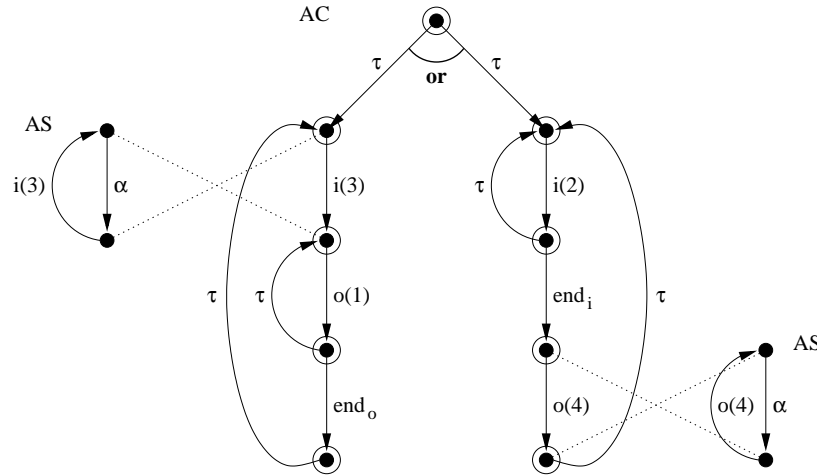 AC
τ
τ
or
AS
i(3)
α
i(3)
τ
i(2)
τ
τ
o(1)
end_i
τ
AS
end_o
o(4)
o(4)
α